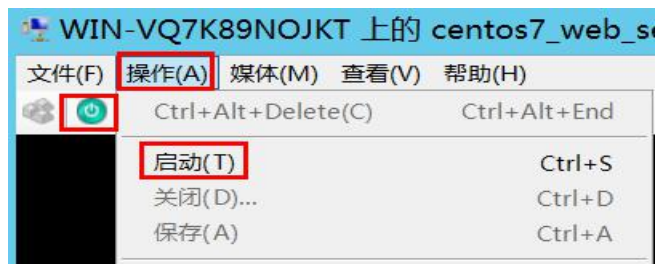 WIN-VQ7K89NOJKT 上的 centos7_web_se
文件(F) 操作(A) 媒体(M) 查看(V) 帮助(H)
Ctrl+Alt+Delete(C) Ctrl+Alt+End
启动(T) Ctrl+S
关闭(D)... Ctrl+D
保存(A) Ctrl+A